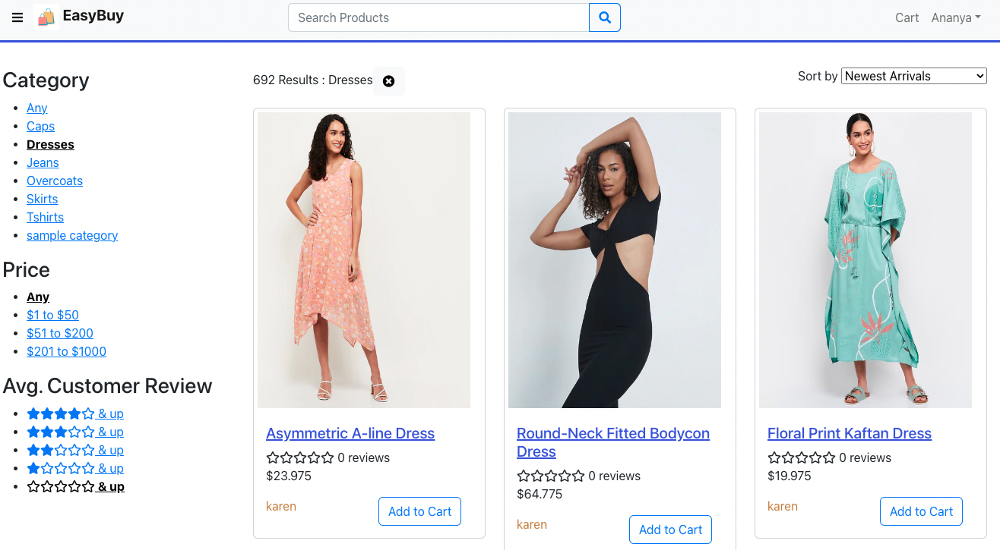 EasyBuy
Search Products
Cart
Ananya
Category
Any
Caps
Dresses
Jeans
Overcoats
Skirts
Tshirts
sample category
Price
Any
$1 to $50
$51 to $200
$201 to $1000
Avg. Customer Review
& up
& up
& up
& up
& up
692 Results : Dresses
Sort by Newest Arrivals
Asymmetric A-line Dress
0 reviews
$23.975
karen
Add to Cart
Round-Neck Fitted Bodycon
Dress
0 reviews
$64.775
karen
Add to Cart
Floral Print Kaftan Dress
0 reviews
$19.975
karen
Add to Cart